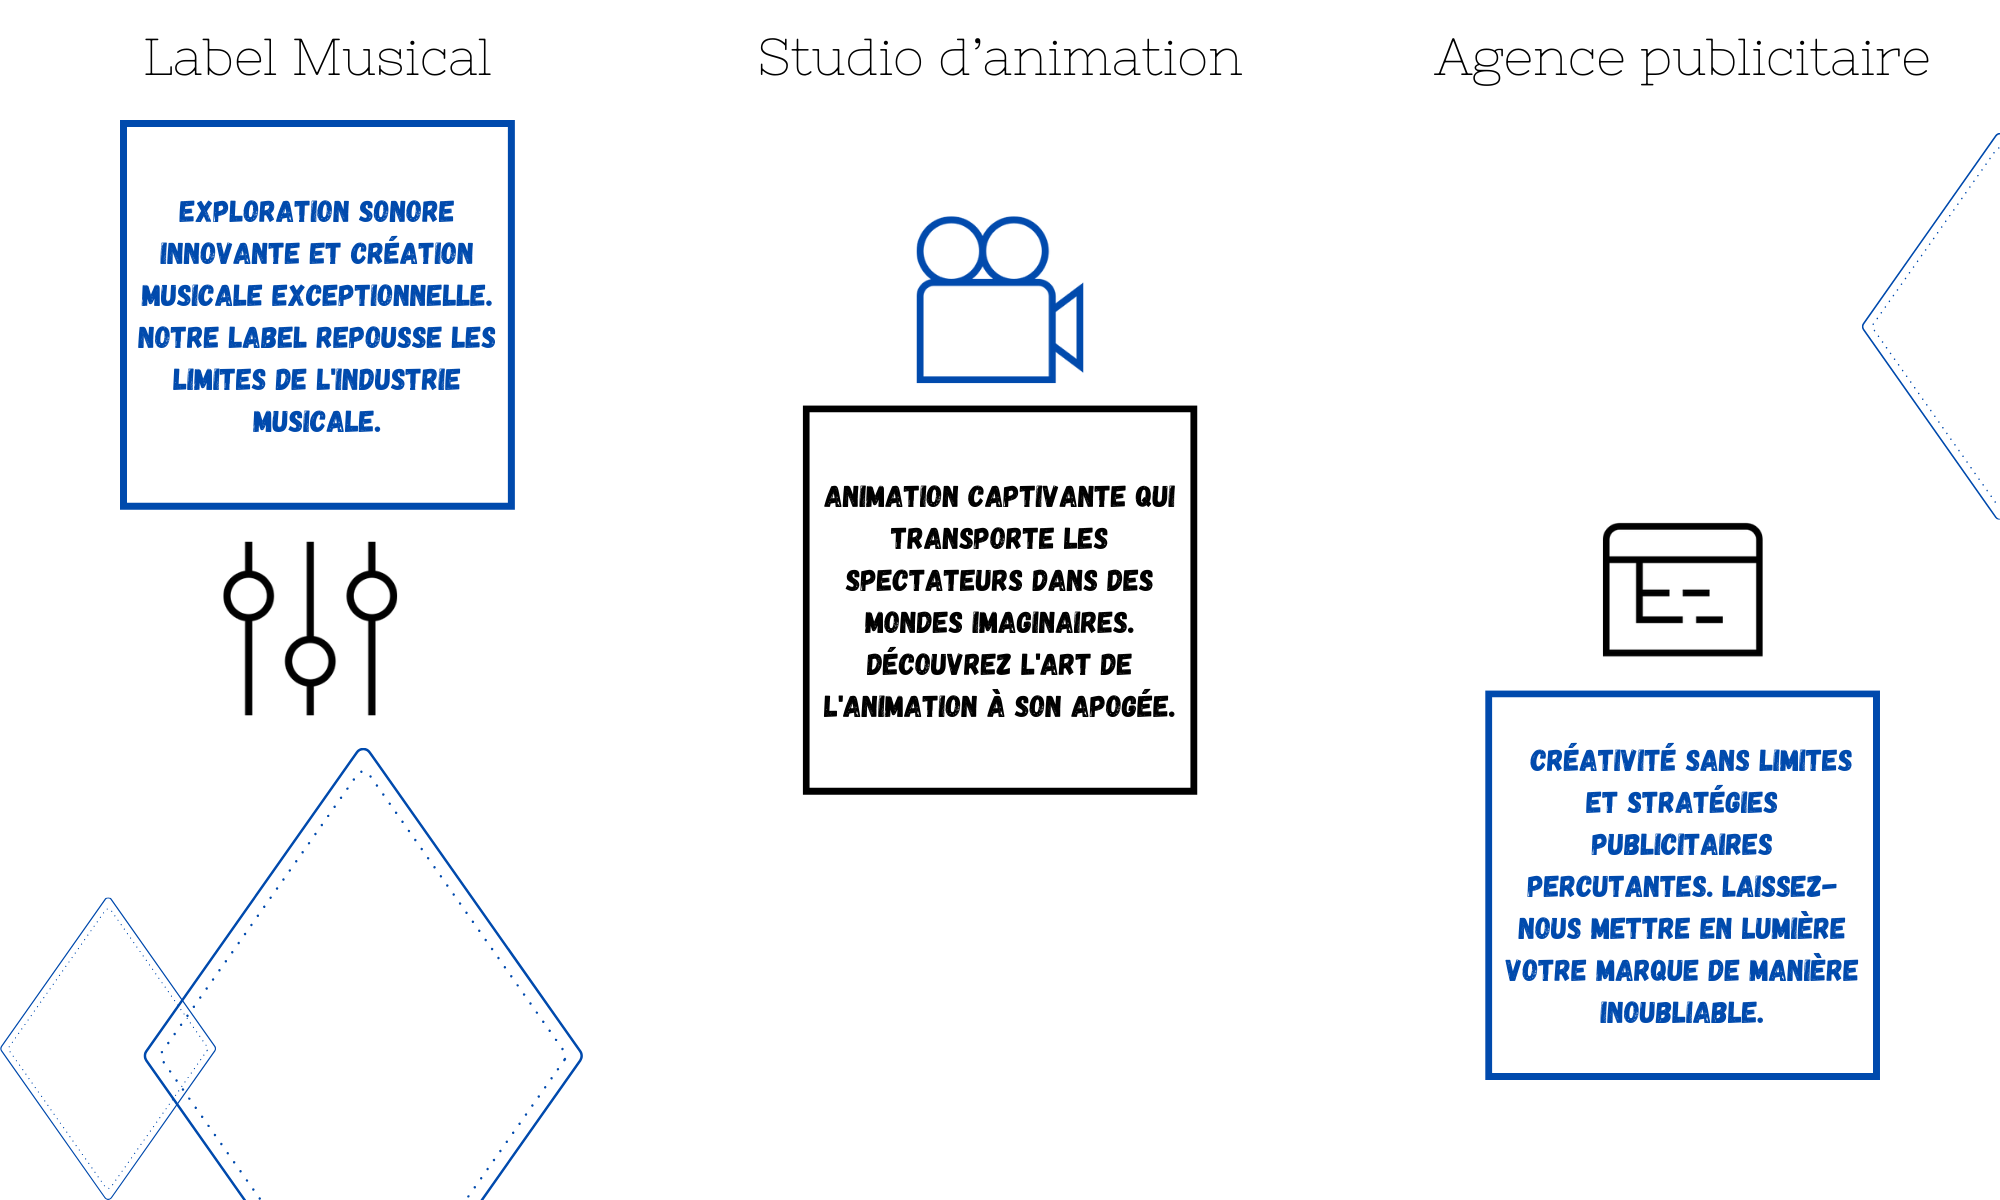 Label Musical
EXPLORATION SONORE
INNOVANTE ET CRÉATION
MUSICALE EXCEPTIONNELLE.
NOTRE LABEL REPOUSSE LES
LIMITES DE L'INDUSTRIE
MUSICALE.
Studio d’animation
ANIMATION CAPTIVANTE QUI
TRANSPORTE LES
SPECTATEURS DANS DES
MONDES IMAGINAIRES.
DÉCOUVREZ L'ART DE
L'ANIMATION À SON APOGÉE.
Agence publicitaire
CRÉATIVITÉ SANS LIMITES
ET STRATÉGIES
PUBLICITAIRES
PERCUTANTES. LAISSEZ-
NOUS METTRE EN LUMIÈRE
VOTRE MARQUE DE MANIÈRE
INOUBLIABLE.